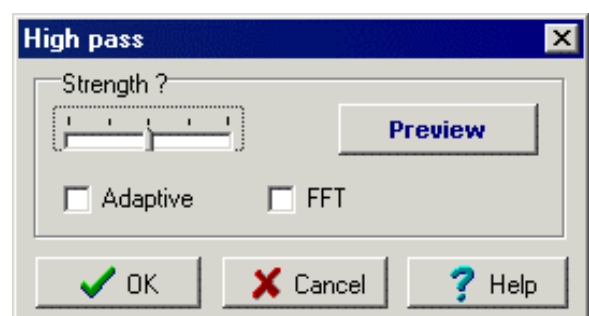 High pass
Strength ?
Preview
Adaptive FFT
OK Cancel Help